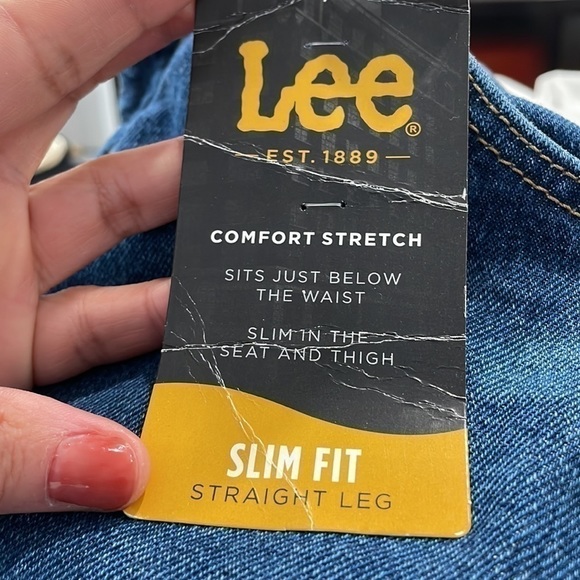 Lee®
EST. 1889
COMFORT STRETCH
SITS JUST BELOW
THE WAIST
SLIM IN THE
SEAT AND THIGH
SLIM FIT
STRAIGHT LEG